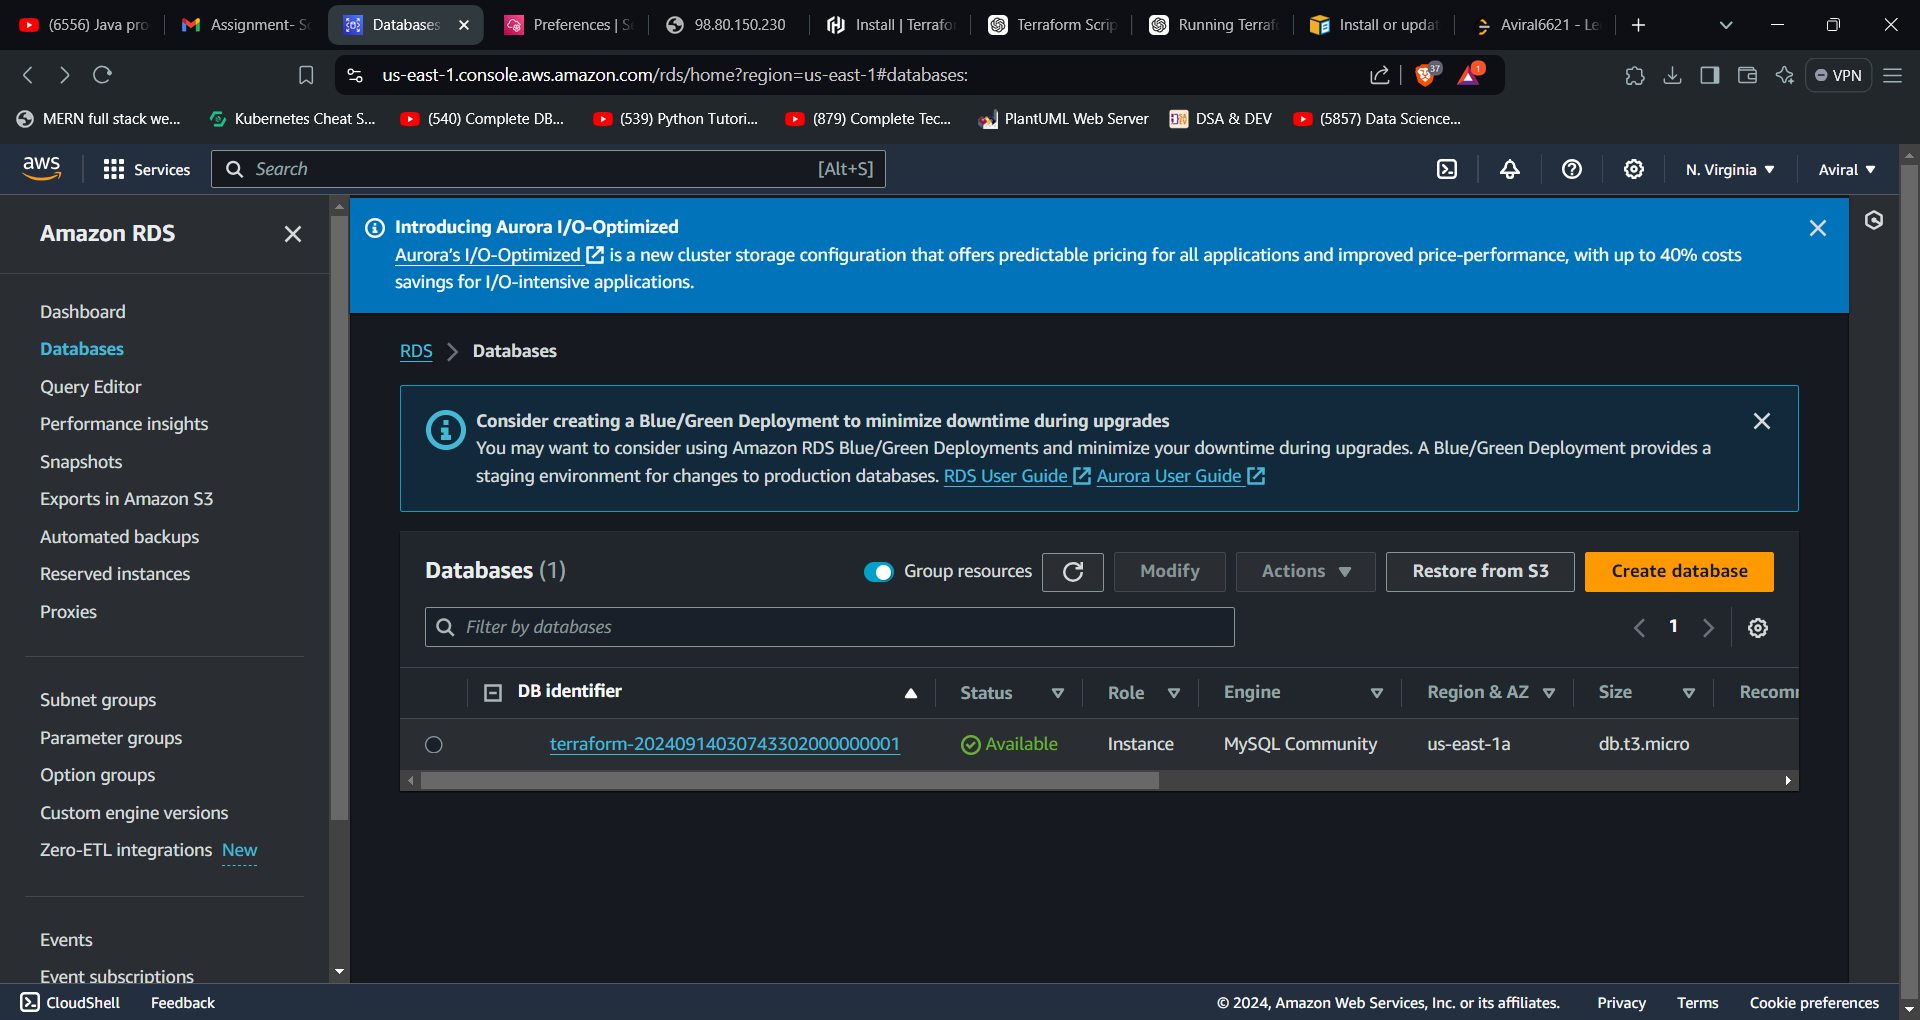 (6556) Java pro
Assignment- Sc
Databases
Preferences | S
98.80.150.230
Install | Terrafo
Terraform Scrip
Running Terraf
Install or updat
Aviral6621 - Le
us-east-1.console.aws.amazon.com/rds/home?region=us-east-1#databases:
37
1
VPN
MERN full stack we...
Kubernetes Cheat S...
(540) Complete DB...
(539) Python Tutori...
(879) Complete Tec...
PlantUML Web Server
DSA & DEV
(5857) Data Science...
aws
Services
Search
[Alt+S]
N. Virginia
Aviral
Amazon RDS
Dashboard
Databases
Query Editor
Performance insights
Snapshots
Exports in Amazon S3
Automated backups
Reserved instances
Proxies
Subnet groups
Parameter groups
Option groups
Custom engine versions
Zero-ETL integrations New
Events
Event subscriptions
Introducing Aurora I/O-Optimized
Aurora's I/O-Optimized is a new cluster storage configuration that offers predictable pricing for all applications and improved price-performance, with up to 40% costs
savings for I/O-intensive applications.
RDS > Databases
Consider creating a Blue/Green Deployment to minimize downtime during upgrades
You may want to consider using Amazon RDS Blue/Green Deployments and minimize your downtime during upgrades. A Blue/Green Deployment provides a
staging environment for changes to production databases. RDS User Guide Aurora User Guide
Databases (1)
Group resources
Modify
Actions
Restore from S3
Create database
Filter by databases
1
DB identifier
Status
Role
Engine
Region & AZ
Size
Recomm
terraform-20240914030743302000000001
Available
Instance
MySQL Community
us-east-1a
db.t3.micro
CloudShell
Feedback
© 2024, Amazon Web Services, Inc. or its affiliates.
Privacy
Terms
Cookie preferences